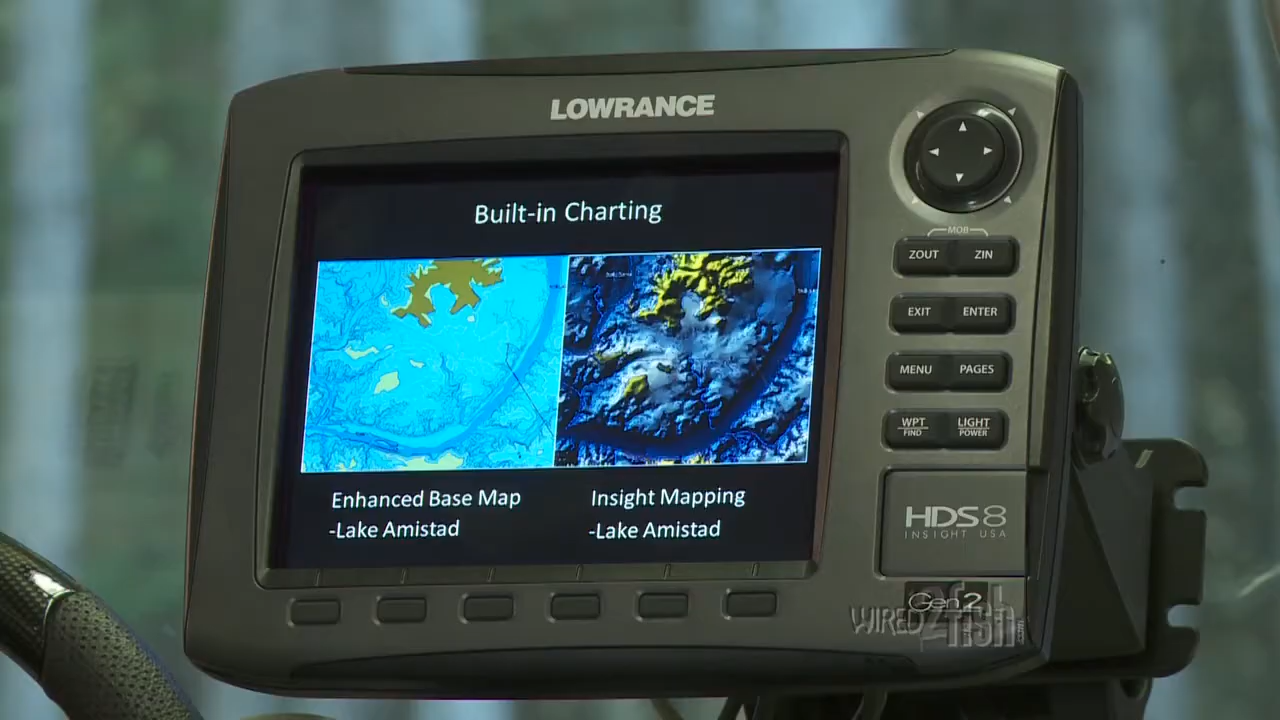 LOWRANCE
Built-in Charting
Enhanced Base Map
-Lake Amistad
Insight Mapping
-Lake Amistad
MOB
ZOUT ZIN
EXIT ENTER
MENU PAGES
WPT FIND
LIGHT POWER
HDS8
INSIGHT USA
Gen2
WIRED2fish